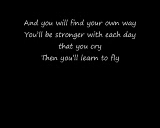 And you will find your own way
You'll be stronger with each day
that you cry
Then you'll learn to fly